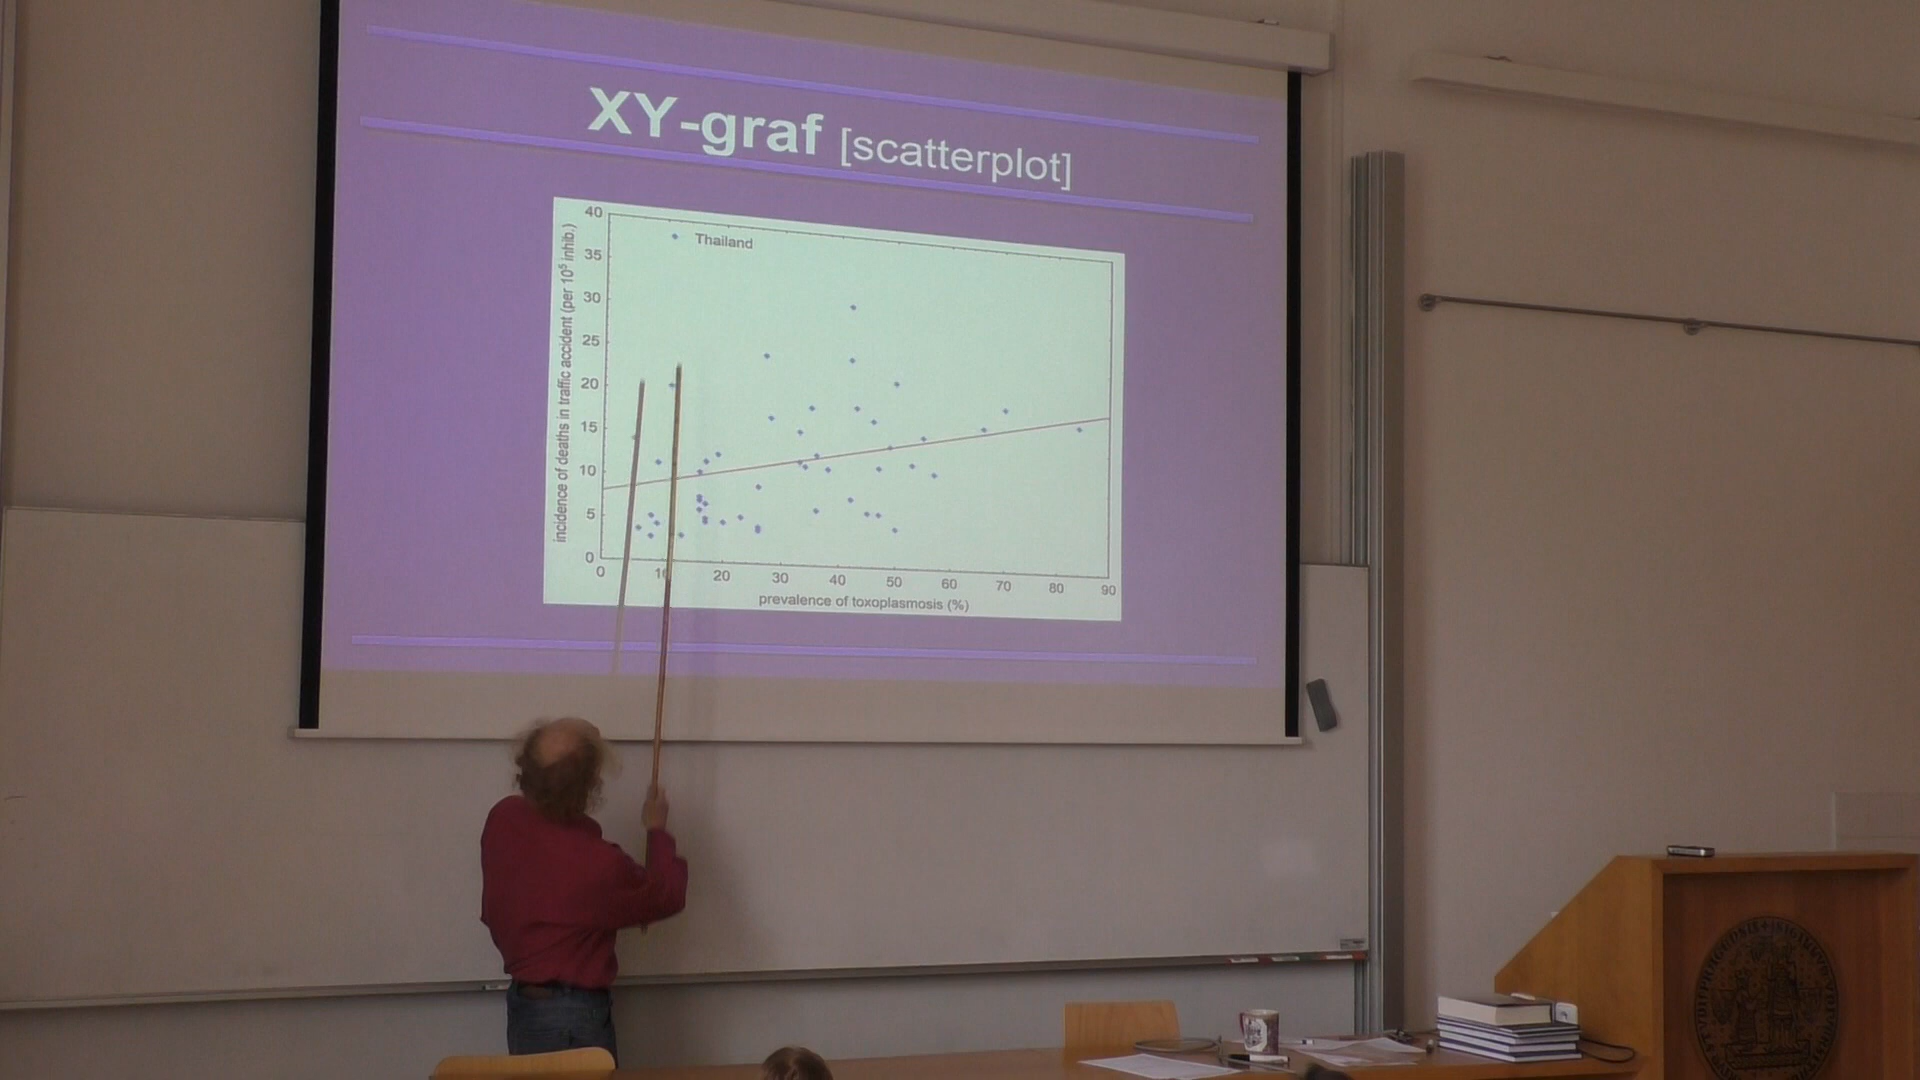 XY-graf [scatterplot]
Thailand
incidence of deaths in traffic accident (per 10⁵ inhib.)
40
35
30
25
20
15
10
5
0
0 10 20 30 40 50 60 70 80 90
prevalence of toxoplasmosis (%)